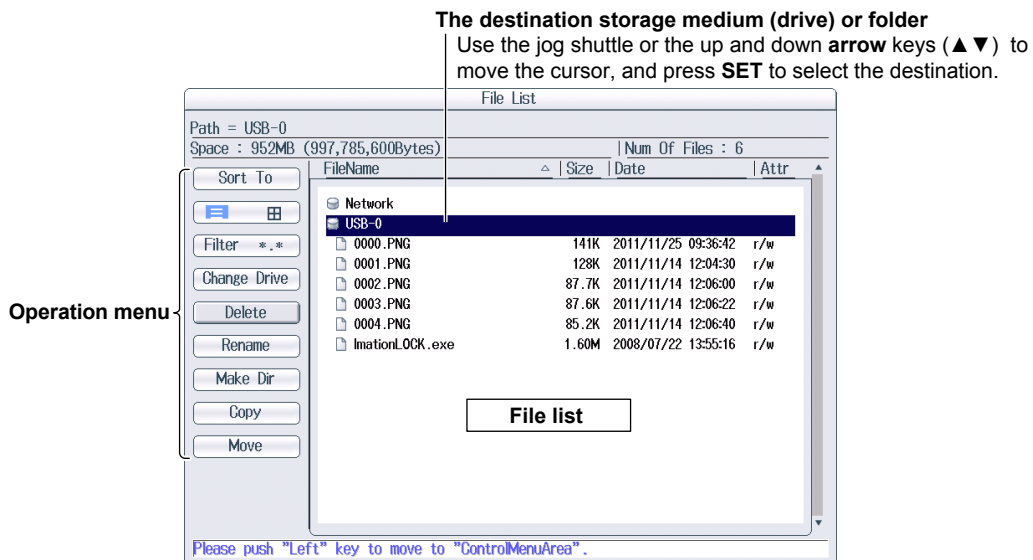 The destination storage medium (drive) or folder
Use the jog shuttle or the up and down arrow keys (▲▼) to
move the cursor, and press SET to select the destination.
File List
Path = USB-0
Space : 952MB (997,785,600Bytes) Num Of Files : 6
FileName △ Size Date Attr
Operation menu
Sort To
Filter *.*
Change Drive
Delete
Rename
Make Dir
Copy
Move
Network
USB-0
0000.PNG 141K 2011/11/25 09:36:42 r/w
0001.PNG 128K 2011/11/14 12:04:30 r/w
0002.PNG 87.7K 2011/11/14 12:06:00 r/w
0003.PNG 87.6K 2011/11/14 12:06:22 r/w
0004.PNG 85.2K 2011/11/14 12:06:40 r/w
ImationLOCK.exe 1.60M 2008/07/22 13:55:16 r/w
File list
Please push "Left" key to move to "ControlMenuArea".